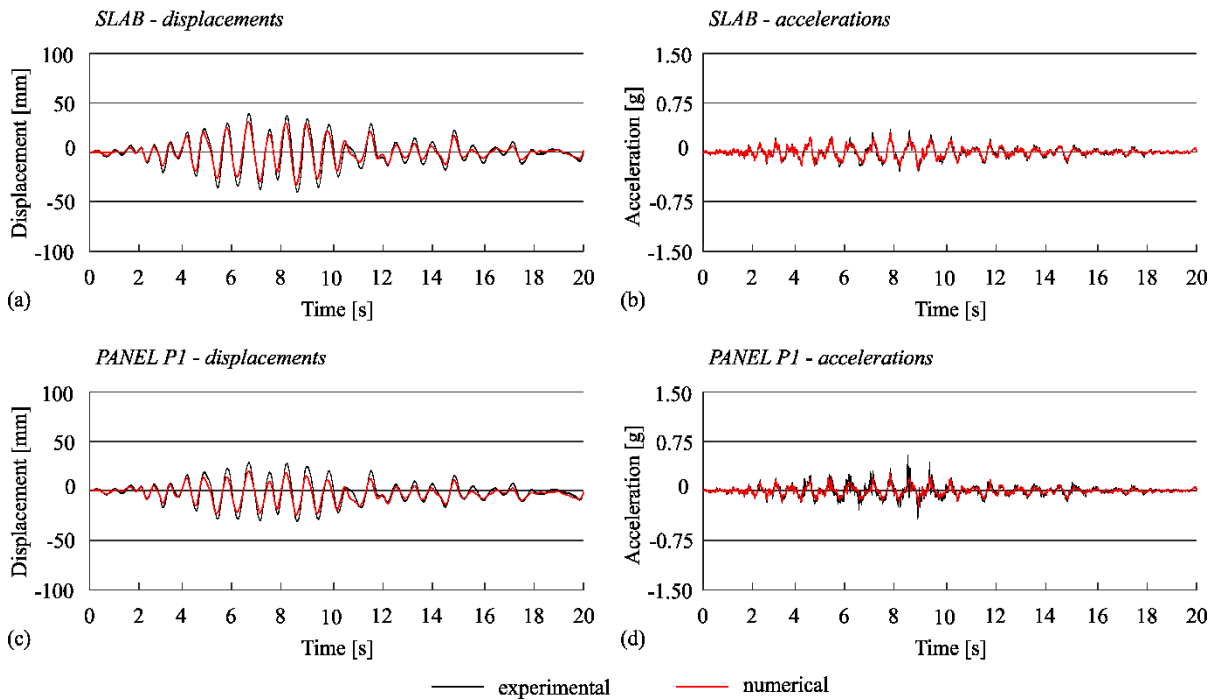 SLAB - displacements
100
50
0
-50
-100
Displacement [mm]
0 2 4 6 8 10 12 14 16 18 20
Time [s]
(a)
SLAB - accelerations
1.50
0.75
0
-0.75
-1.50
Acceleration [g]
0 2 4 6 8 10 12 14 16 18 20
Time [s]
(b)
PANEL P1 - displacements
100
50
0
-50
-100
Displacement [mm]
0 2 4 6 8 10 12 14 16 18 20
Time [s]
(c)
PANEL P1 - accelerations
1.50
0.75
0
-0.75
-1.50
Acceleration [g]
0 2 4 6 8 10 12 14 16 18 20
Time [s]
(d)
experimental
numerical